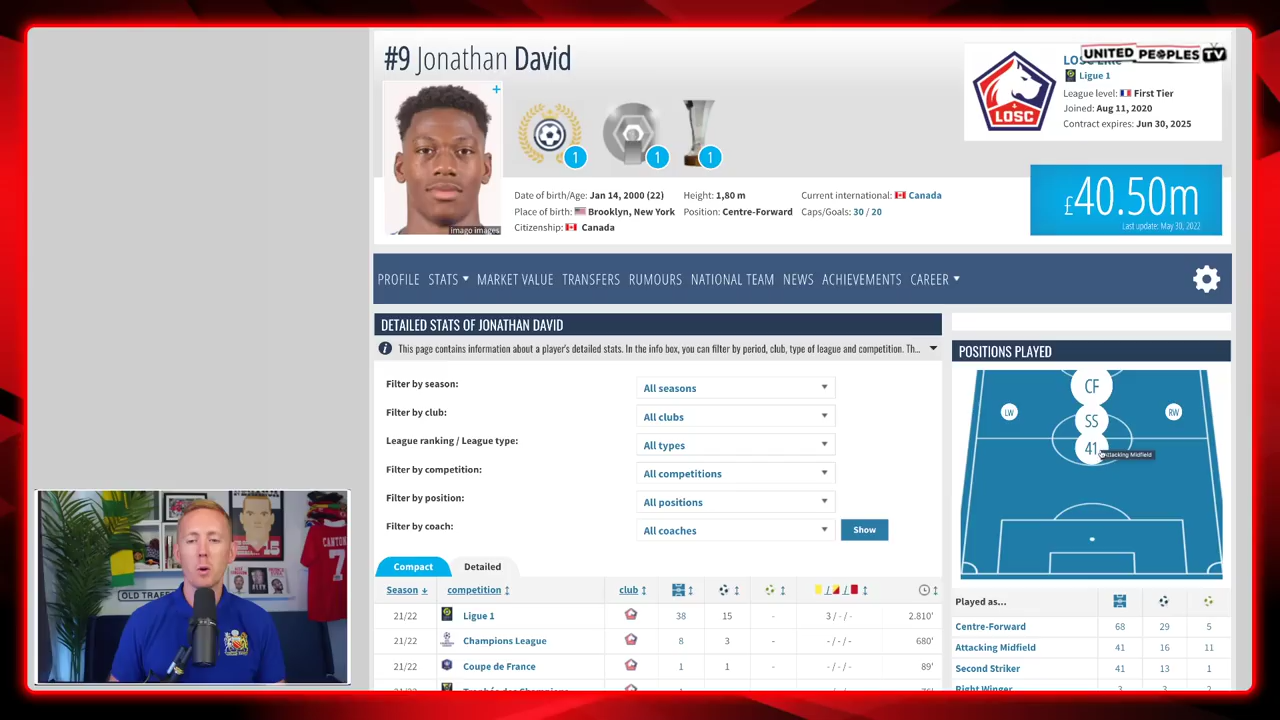 #9 Jonathan David
UNITED PEOPLES TV
Ligue 1
League level: First Tier
Joined: Aug 11, 2020
Contract expires: Jun 30, 2025
LOSC
1
1
1
imago images
Date of birth/Age: Jan 14, 2000 (22)
Place of birth: Brooklyn, New York
Citizenship: Canada
Height: 1,80 m
Position: Centre-Forward
Current international: Canada
Caps/Goals: 30 / 20
£40.50m
Last update: May 30, 2022
PROFILE STATS MARKET VALUE TRANSFERS RUMOURS NATIONAL TEAM NEWS ACHIEVEMENTS CAREER
DETAILED STATS OF JONATHAN DAVID
This page contains information about a player's detailed stats. In the info box, you can filter by period, club, type of league and competition. Th...
Filter by season: All seasons
Filter by club: All clubs
League ranking / League type: All types
Filter by competition: All competitions
Filter by position: All positions
Filter by coach: All coaches Show
Compact Detailed
Season competition club
21/22 Ligue 1 38 15 - 3 / - / - 2.810'
21/22 Champions League 8 3 - - / - / - 680'
21/22 Coupe de France 1 1 - - / - / - 89'
POSITIONS PLAYED
CF
LW SS RW
41 Attacking Midfield
Played as...
Centre-Forward 68 29 5
Attacking Midfield 41 16 11
Second Striker 41 13 1
Right Winger 3 3 2
OLD TRAFFORD
CANTONA
7